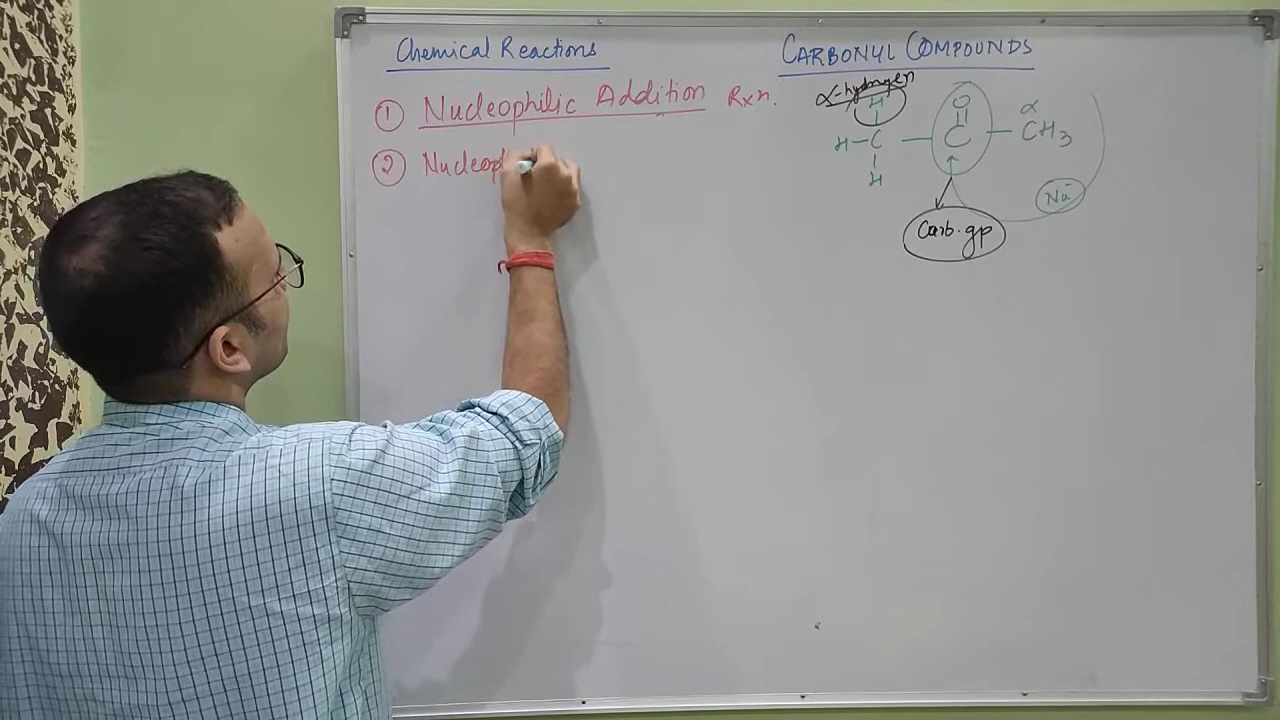 Chemical Reactions
① Nucleophilic Addition Rxn.
② Nucleop
CARBONYL COMPOUNDS
α-hydrogen
H O α
H–C – C – CH3
H
Nu⁻
Carb. gp